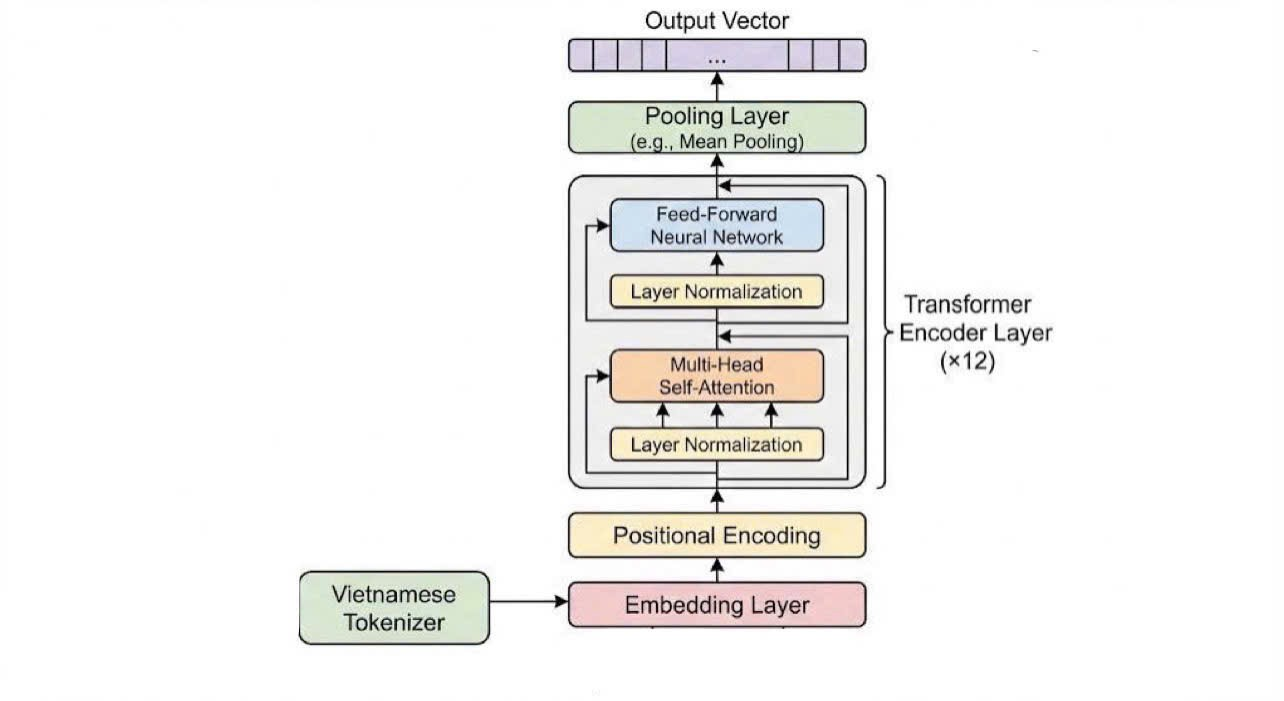 Output Vector
...
Pooling Layer
(e.g., Mean Pooling)
Feed-Forward
Neural Network
Layer Normalization
Multi-Head
Self-Attention
Layer Normalization
Transformer
Encoder Layer
(×12)
Positional Encoding
Embedding Layer
Vietnamese
Tokenizer